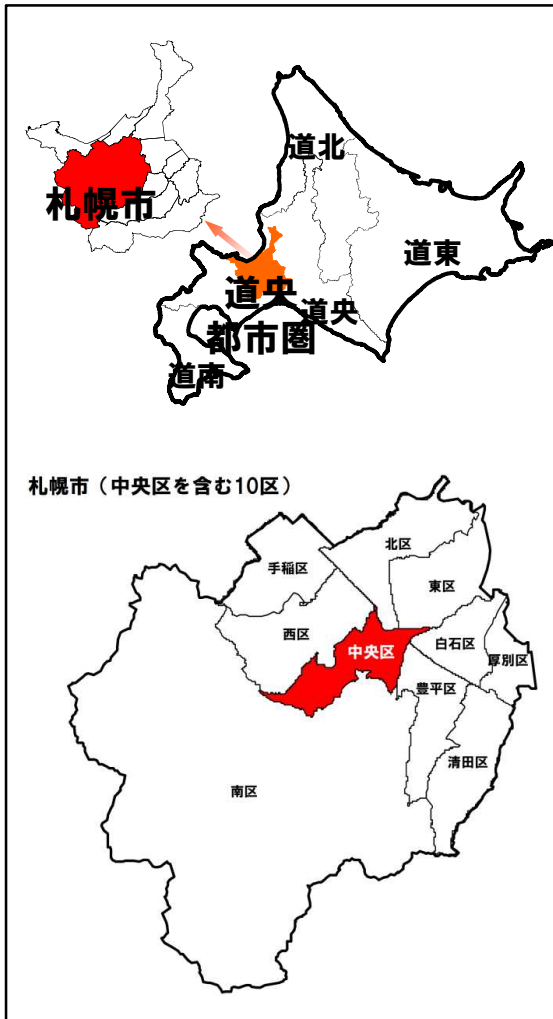 道北
札幌市
道東
道央
道央
都市圏
道南
札幌市（中央区を含む10区）
北区
手稲区
東区
西区
白石区
中央区
厚別区
豊平区
清田区
南区